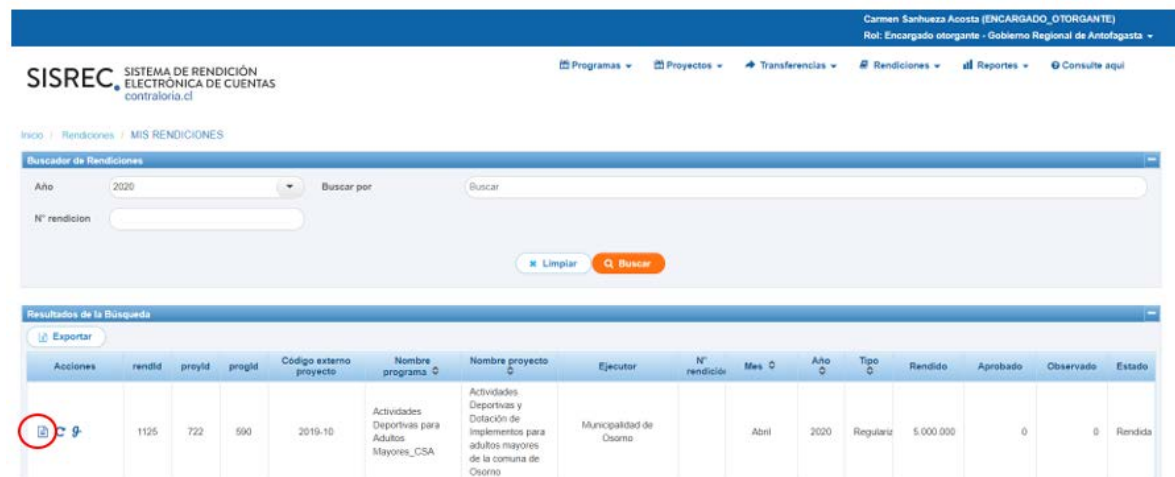 Carmen Sanhueza Acosta (ENCARGADO_OTORGANTE)
Rol: Encargado otorgante - Gobierno Regional de Antofagasta
SISREC. SISTEMA DE RENDICIÓN
ELECTRÓNICA DE CUENTAS
contraloria.cl
Programas Proyectos Transferencias Rendiciones Reportes Consulte aqui
Inicio / Rendiciones / MIS RENDICIONES
Buscador de Rendiciones
Año 2020 Buscar por Buscar
N° rendicion
Limpiar Buscar
Resultados de la Búsqueda
Exportar
Acciones rendId proyId progId Código externo proyecto Nombre programa Nombre proyecto Ejecutor N° rendición Mes Año Tipo Rendido Aprobado Observado Estado
1125 722 590 2019-10 Actividades Deportivas para Adultos Mayores_CSA Actividades Deportivas y Dotación de Implementos para adultos mayores de la comuna de Osorno Municipalidad de Osorno Abril 2020 Regulariz 5.000.000 0 0 Rendida